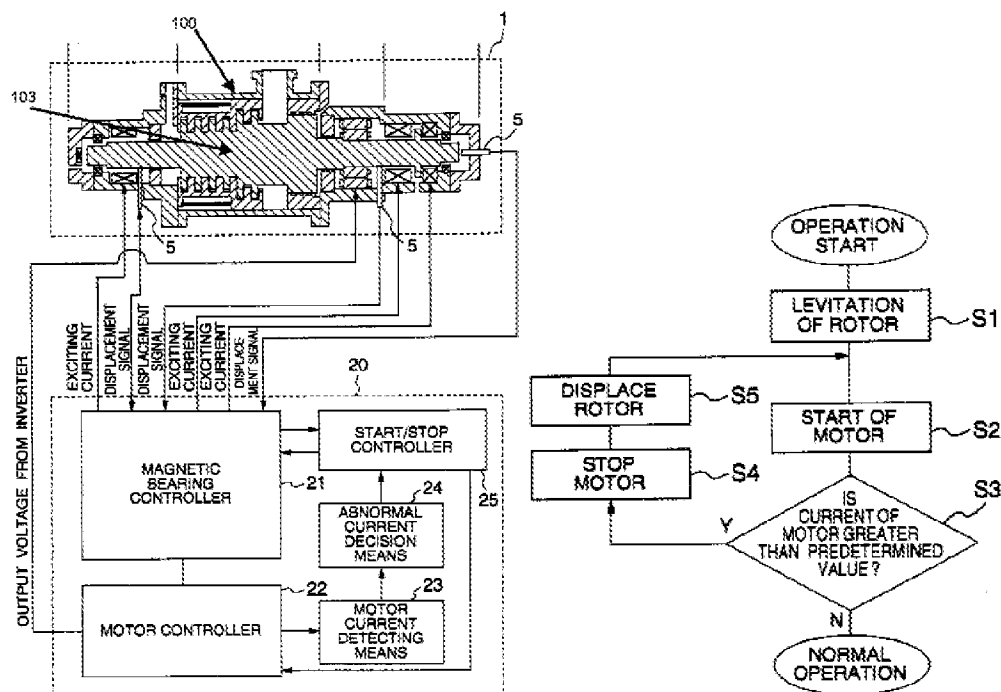 1
100
103
5
5
5
OUTPUT VOLTAGE FROM INVERTER
EXCITING
CURRENT
DISPLACEMENT
SIGNAL
DISPLACEMENT
SIGNAL
EXCITING
CURRENT
EXCITING
CURRENT
DISPLACE-
MENT SIGNAL
20
MAGNETIC
BEARING
CONTROLLER
21
START/STOP
CONTROLLER
25
24
ABNORMAL
CURRENT
DECISION
MEANS
22
MOTOR CONTROLLER
23
MOTOR
CURRENT
DETECTING
MEANS
OPERATION
START
LEVITATION
OF ROTOR
S1
DISPLACE
ROTOR
S5
START OF
MOTOR
S2
STOP
MOTOR
S4
IS
CURRENT OF
MOTOR GREATER
THAN PREDETERMINED
VALUE?
S3
Y
N
NORMAL
OPERATION